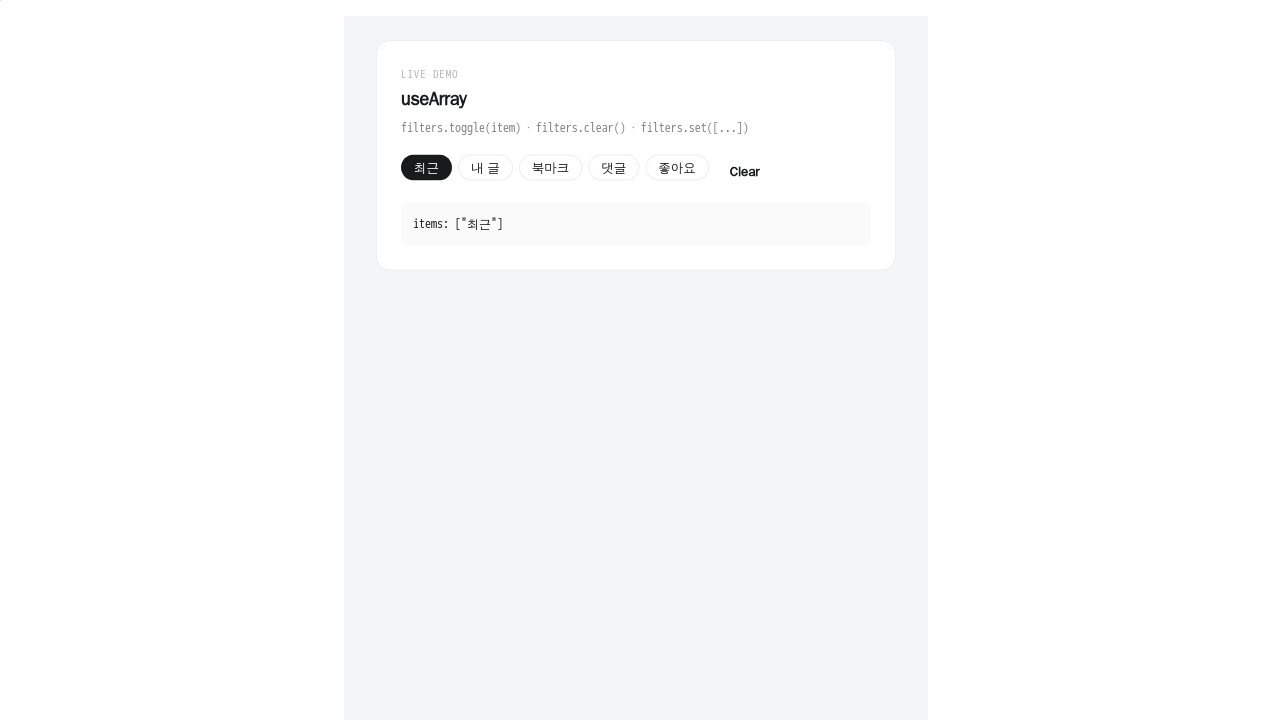 LIVE DEMO
useArray
filters.toggle(item) · filters.clear() · filters.set([...])
최근 내 글 북마크 댓글 좋아요 Clear
items: ["최근"]